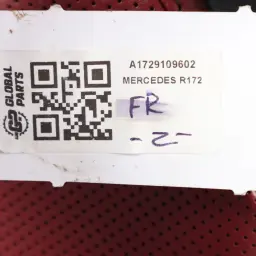 GLOBAL
PARTS
A1729109602
MERCEDES R172
FR
-2-